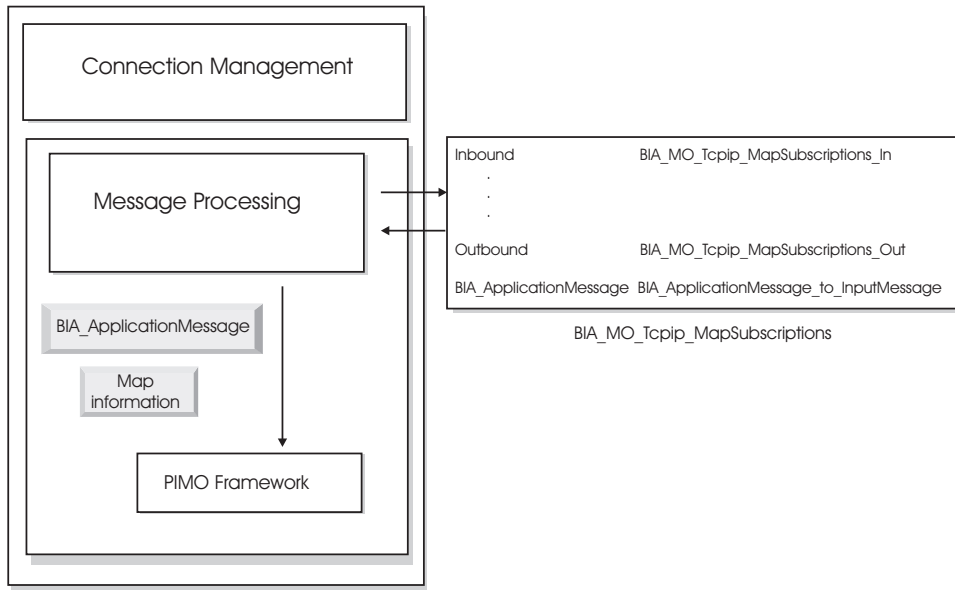 Connection Management
Message Processing
BIA_ApplicationMessage
Map
information
PIMO Framework
Inbound BIA_MO_Tcpip_MapSubscriptions_In
.
.
.
Outbound BIA_MO_Tcpip_MapSubscriptions_Out
BIA_ApplicationMessage BIA_ApplicationMessage_to_InputMessage
BIA_MO_Tcpip_MapSubscriptions